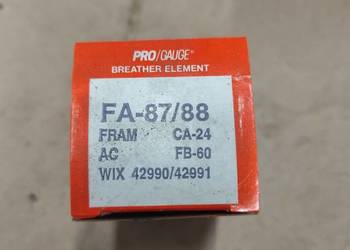 PRO/GAUGE®
BREATHER ELEMENT
FA-87/88
FRAM CA-24
AC FB-60
WIX 42990/42991